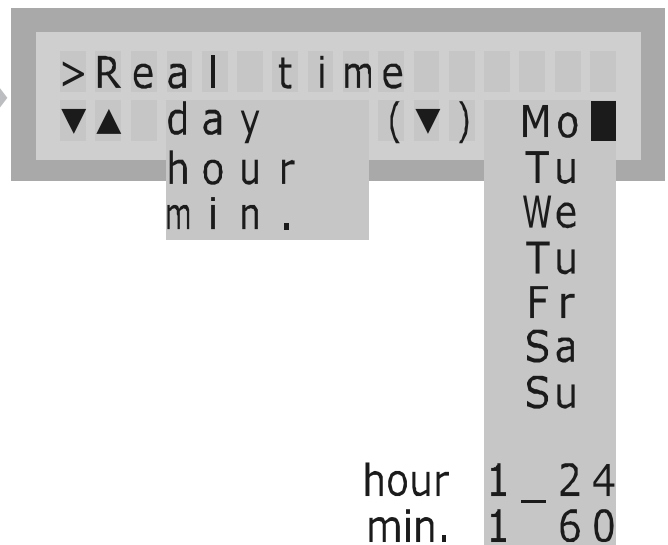 >Real time
▼▲ day (▼) Mo
hour Tu
min. We
Tu
Fr
Sa
Su
hour 1_24
min. 1 60